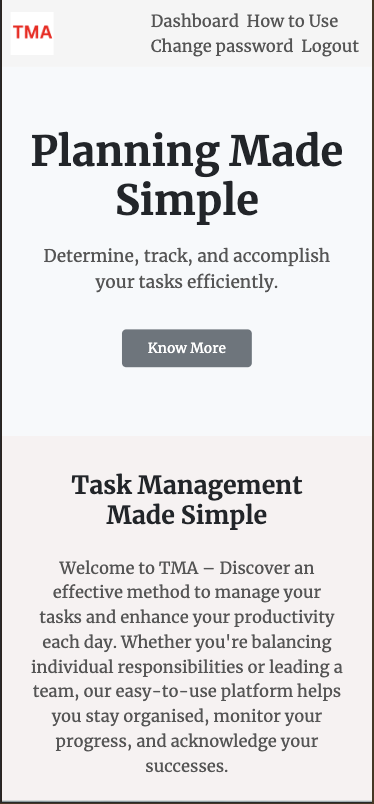 TMA
Dashboard How to Use
Change password Logout
Planning Made
Simple
Determine, track, and accomplish
your tasks efficiently.
Know More
Task Management
Made Simple
Welcome to TMA – Discover an
effective method to manage your
tasks and enhance your productivity
each day. Whether you're balancing
individual responsibilities or leading a
team, our easy-to-use platform helps
you stay organised, monitor your
progress, and acknowledge your
successes.